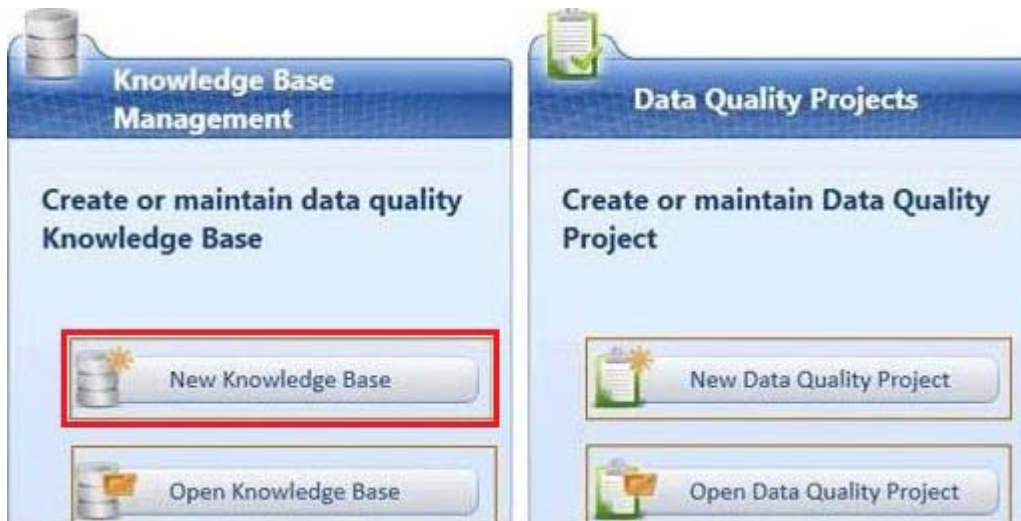 Knowledge Base
Management
Create or maintain data quality
Knowledge Base
New Knowledge Base
Open Knowledge Base
Data Quality Projects
Create or maintain Data Quality
Project
New Data Quality Project
Open Data Quality Project